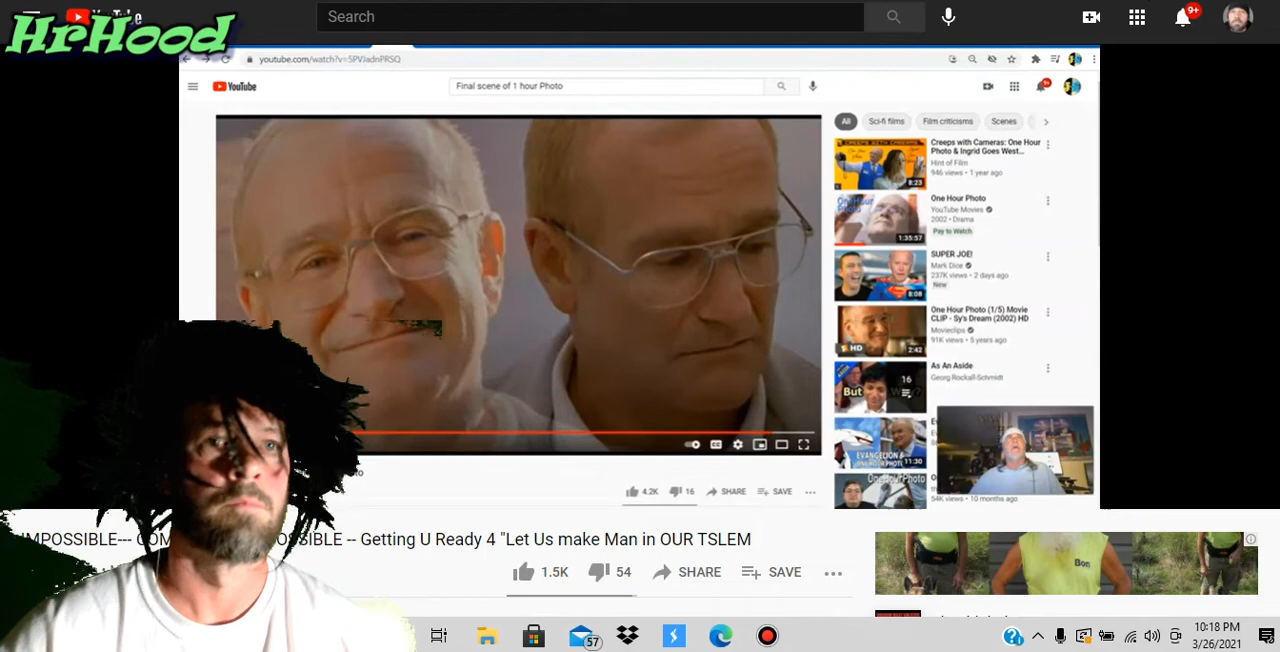 HrHood
Search
9+
youtube.com/watch?v=5PVJadnPRSQ
YouTube
Final scene of 1 hour Photo
9+
All
Sci-fi films
Film criticisms
Scenes
Creeps with Cameras: One Hour
Photo & Ingrid Goes West...
Hint of Film
946 views • 1 year ago
8:23
One Hour Photo
YouTube Movies
2002 • Drama
Pay to Watch
1:35:57
SUPER JOE!
Mark Dice
237K views • 2 days ago
New
8:08
One Hour Photo (1/5) Movie
CLIP - Sy's Dream (2002) HD
Movieclips
91K views • 5 years ago
HD
2:42
As An Aside
Georg Rockall-Schmidt
16
But
EVANGELION &
ONE HOUR PHOTO
11:30
54K views • 10 months ago
4.2K
16
SHARE
SAVE
IMPOSSIBLE--- COM
OSSIBLE -- Getting U Ready 4 "Let Us make Man in OUR TSLEM
1.5K
54
SHARE
SAVE
Bon
57
10:18 PM
3/26/2021